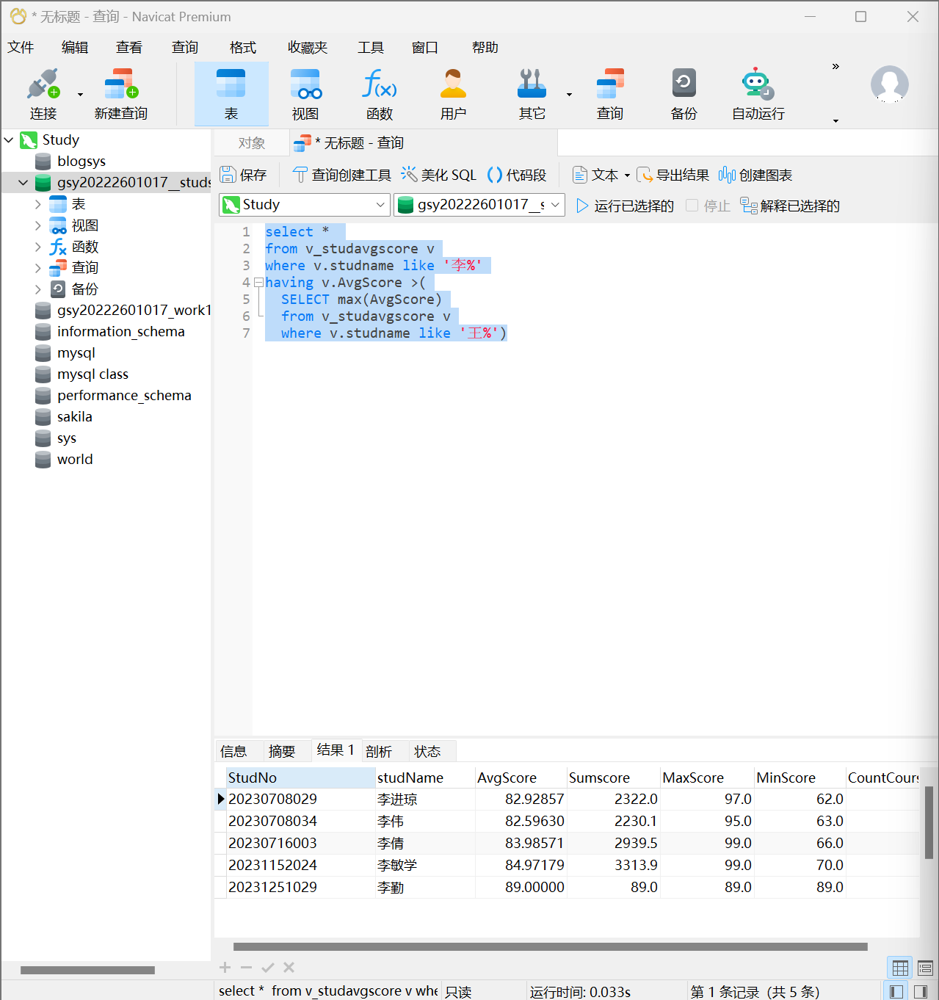 * 无标题 - 查询 - Navicat Premium
文件 编辑 查看 查询 格式 收藏夹 工具 窗口 帮助
连接 新建查询 表 视图 函数 用户 其它 查询 备份 自动运行
Study
blogsys
gsy20222601017__studs
表
视图
函数
查询
备份
gsy20222601017_work1
information_schema
mysql
mysql class
performance_schema
sakila
sys
world
对象 * 无标题 - 查询
保存 查询创建工具 美化 SQL 代码段 文本 导出结果 创建图表
Study gsy20222601017__s 运行已选择的 停止 解释已选择的
1 select *
2 from v_studavgscore v
3 where v.studname like '李%'
4 having v.AvgScore >(
5 SELECT max(AvgScore)
6 from v_studavgscore v
7 where v.studname like '王%')
信息 摘要 结果 1 剖析 状态
StudNo studName AvgScore Sumscore MaxScore MinScore CountCours
20230708029 李进琼 82.92857 2322.0 97.0 62.0
20230708034 李伟 82.59630 2230.1 95.0 63.0
20230716003 李倩 83.98571 2939.5 99.0 66.0
20231152024 李敏学 84.97179 3313.9 99.0 70.0
20231251029 李勤 89.00000 89.0 89.0 89.0
select * from v_studavgscore v whe 只读 运行时间: 0.033s 第 1 条记录 (共 5 条)